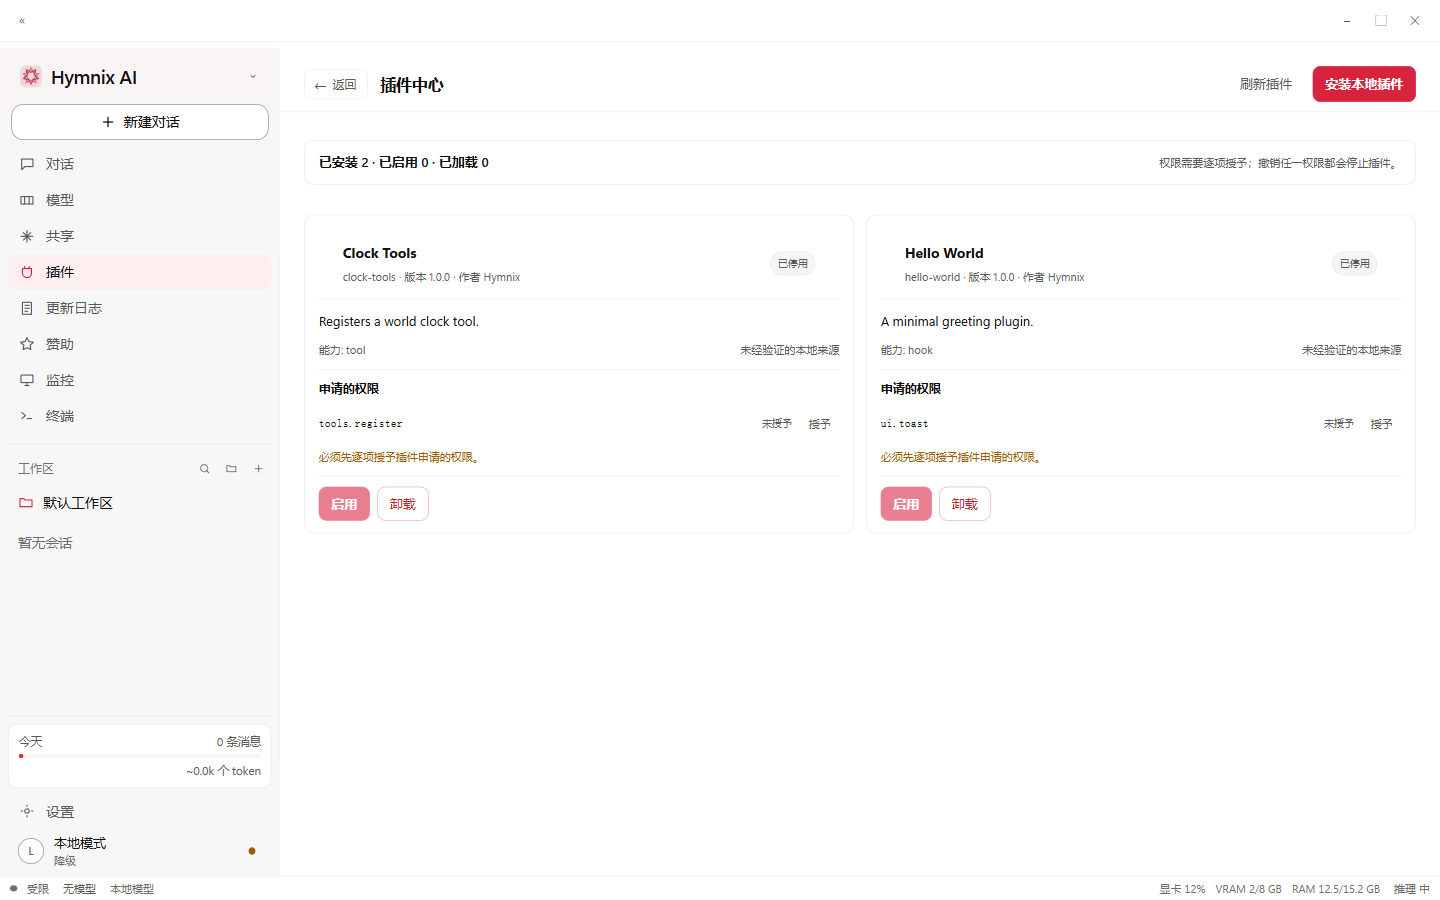 «
Hymnix AI
+ 新建对话
对话
模型
共享
插件
更新日志
赞助
监控
终端
工作区
默认工作区
暂无会话
今天 0 条消息
~0.0k 个 token
设置
L 本地模式
降级
← 返回 插件中心 刷新插件 安装本地插件
已安装 2 · 已启用 0 · 已加载 0 权限需要逐项授予；撤销任一权限都会停止插件。
Clock Tools
clock-tools · 版本 1.0.0 · 作者 Hymnix
已停用
Registers a world clock tool.
能力: tool 未经验证的本地来源
申请的权限
tools.register 未授予 授予
必须先逐项授予插件申请的权限。
启用 卸载
Hello World
hello-world · 版本 1.0.0 · 作者 Hymnix
已停用
A minimal greeting plugin.
能力: hook 未经验证的本地来源
申请的权限
ui.toast 未授予 授予
必须先逐项授予插件申请的权限。
启用 卸载
受限 无模型 本地模型 显卡 12% VRAM 2/8 GB RAM 12.5/15.2 GB 推理 中